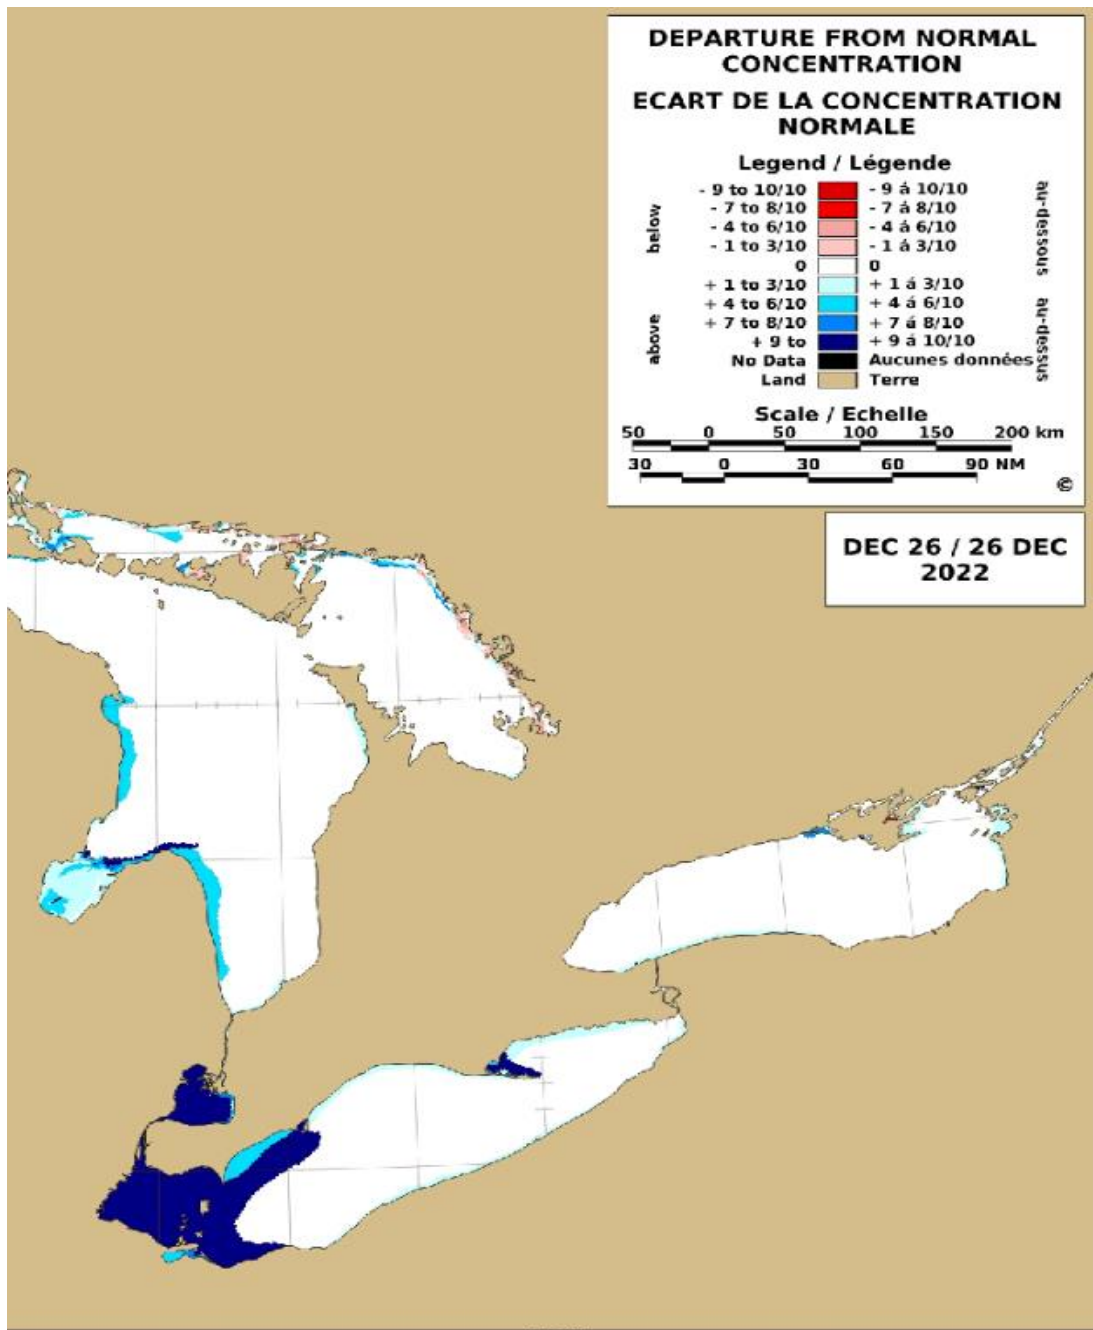 DEPARTURE FROM NORMAL
CONCENTRATION
ECART DE LA CONCENTRATION
NORMALE
Legend / Légende
- 9 to 10/10 - 9 á 10/10
- 7 to 8/10 - 7 á 8/10
- 4 to 6/10 - 4 á 6/10
- 1 to 3/10 - 1 á 3/10
below
au-dessous
0 0
+ 1 to 3/10 + 1 á 3/10
+ 4 to 6/10 + 4 á 6/10
+ 7 to 8/10 + 7 á 8/10
+ 9 to + 9 á 10/10
above
au-dessus
No Data Aucunes données
Land Terre
Scale / Echelle
50 0 50 100 150 200 km
30 0 30 60 90 NM
©
DEC 26 / 26 DEC
2022